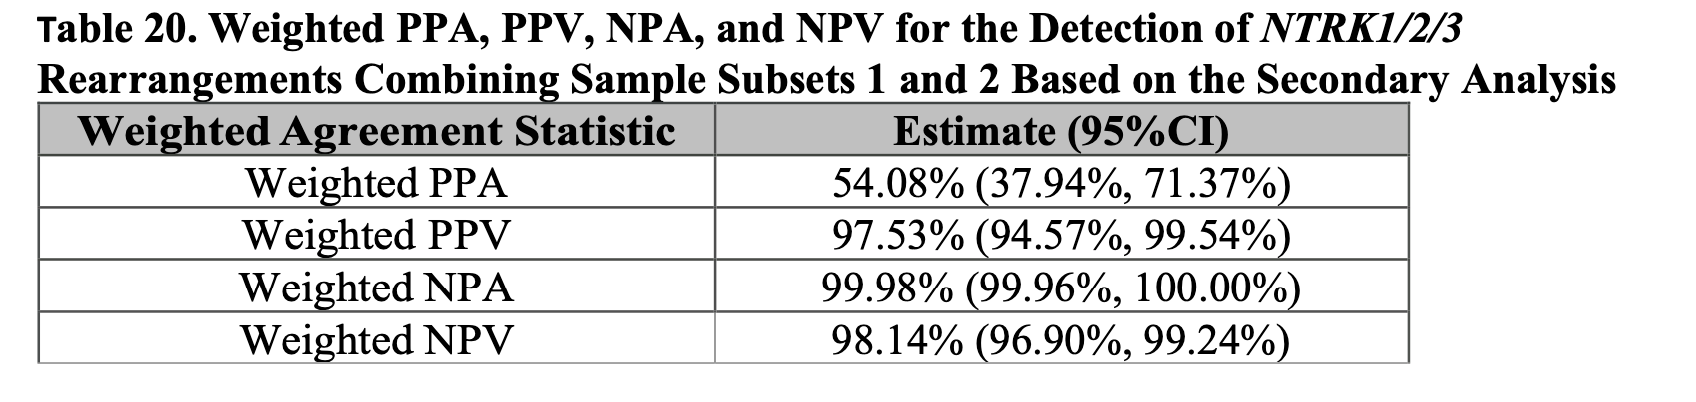 Table 20. Weighted PPA, PPV, NPA, and NPV for the Detection of NTRK1/2/3
Rearrangements Combining Sample Subsets 1 and 2 Based on the Secondary Analysis
Weighted Agreement Statistic Estimate (95%CI)
Weighted PPA 54.08% (37.94%, 71.37%)
Weighted PPV 97.53% (94.57%, 99.54%)
Weighted NPA 99.98% (99.96%, 100.00%)
Weighted NPV 98.14% (96.90%, 99.24%)